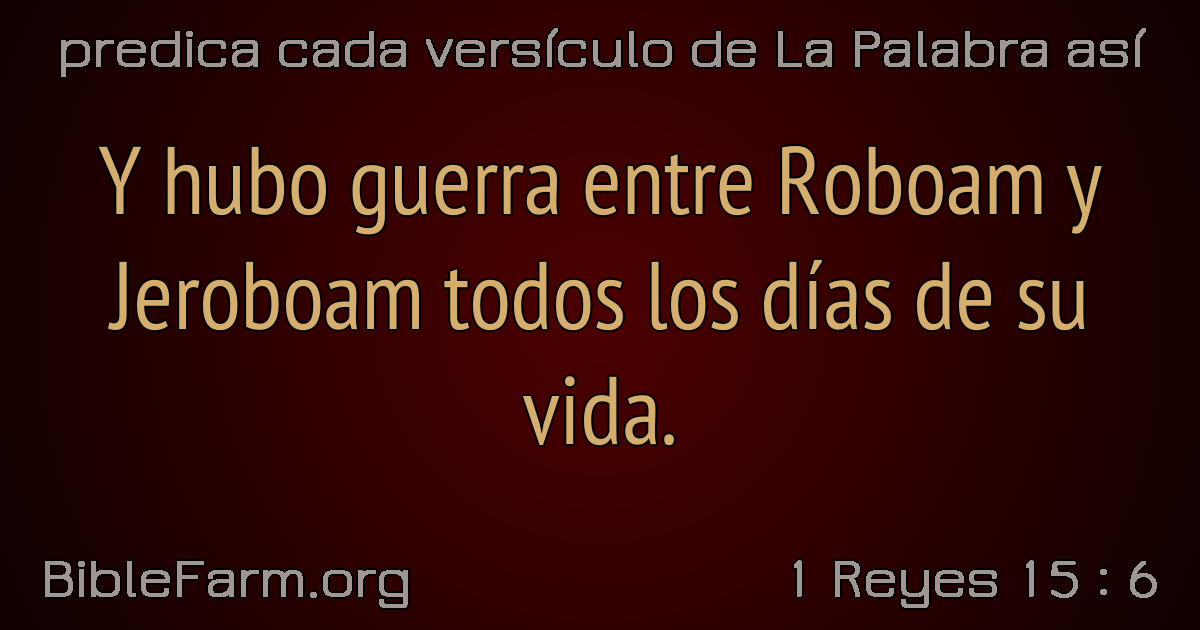 predica cada versículo de La Palabra así
Y hubo guerra entre Roboam y
Jeroboam todos los días de su
vida.
BibleFarm.org
1 Reyes 15 : 6